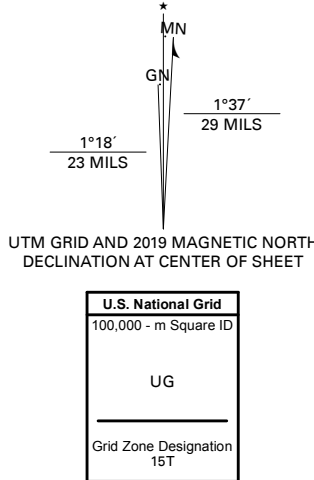 MN
GN
1°37´
29 MILS
1°18´
23 MILS
UTM GRID AND 2019 MAGNETIC NORTH
DECLINATION AT CENTER OF SHEET
U.S. National Grid
100,000 - m Square ID
UG
Grid Zone Designation
15T